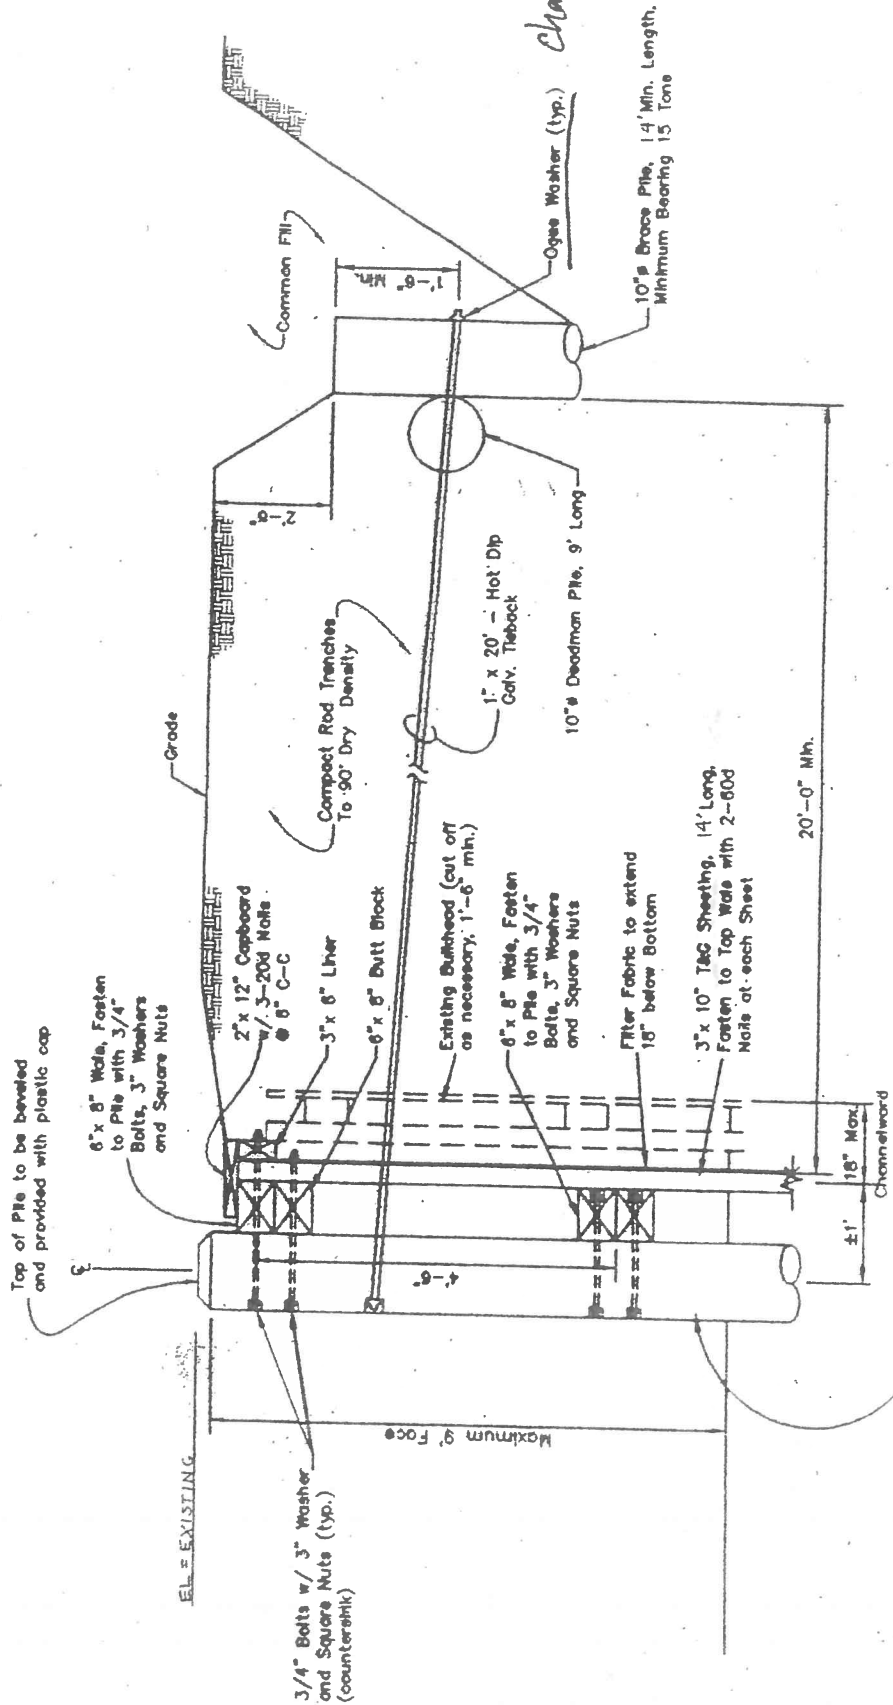 Top of Pile to be beveled
and provided with plastic cap
EL = EXISTING
℄
6"x 8" Wale, Fasten
to Pile with 3/4"
Bolts, 3" Washers
and Square Nuts
2"x 12" Capboard
w/ 3-20d Nails
@ 6" C-C
3"x 6" Liner
6"x 8" Butt Block
Grade
Compact Rod Trenches
To 90° Dry Density
2'-6"
Common Fill
1'-6"
Min.
Ogee Washer (typ.)
10"ø Brace Pile, 14' Min. Length,
Minimum Bearing 15 Tons
1" x 20' - Hot Dip
Galv. Tieback
10"ø Deadman Pile, 9' Long
Existing Bulkhead (cut off
as necessary, 1'-6" min.)
6"x 8" Wale, Fasten
to Pile with 3/4"
Bolts, 3" Washers
and Square Nuts
Filter Fabric to extend
18" below Bottom
3"x 10" T&G Sheeting, 14' Long,
Fasten to Top Wale with 2-60d
Nails at each Sheet
20'-0" Min.
4'-6"
Maximum 9' Face
3/4" Bolts w/ 3" Washer
and Square Nuts (typ.)
±1'
18" Max.
Channelward